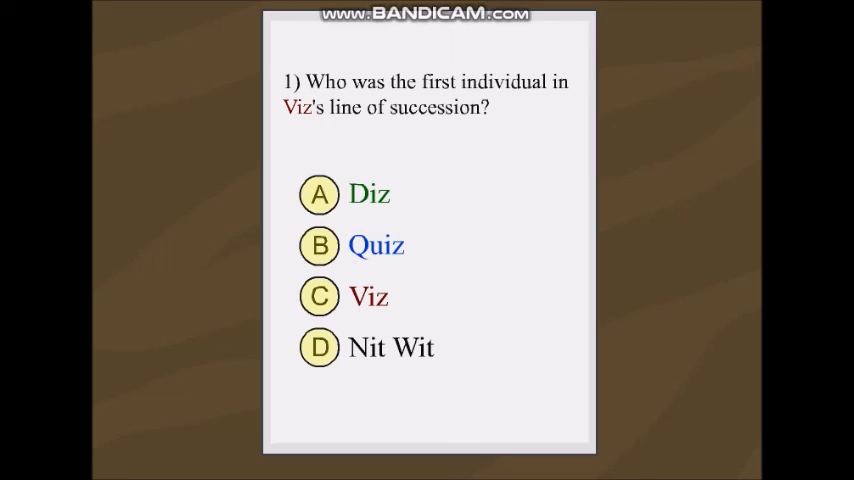 www.BANDICAM.com
1) Who was the first individual in
Viz's line of succession?
A Diz
B Quiz
C Viz
D Nit Wit